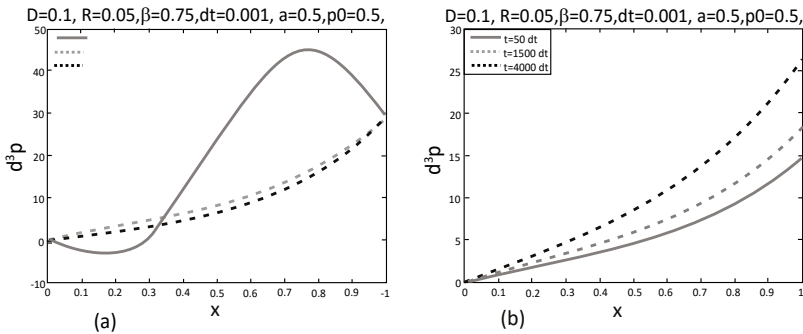 D=0.1, R=0.05,β=0.75,dt=0.001, a=0.5,p0=0.5,
50
40
30
20
10
0
-10
d³p
0 0.1 0.2 0.3 0.4 0.5 0.6 0.7 0.8 0.9 -1
x
(a)
D=0.1, R=0.05,β=0.75,dt=0.001, a=0.5,p0=0.5,
t=50 dt
t=1500 dt
t=4000 dt
30
25
20
15
10
5
0
d³p
0 0.1 0.2 0.3 0.4 0.5 0.6 0.7 0.8 0.9 1
x
(b)